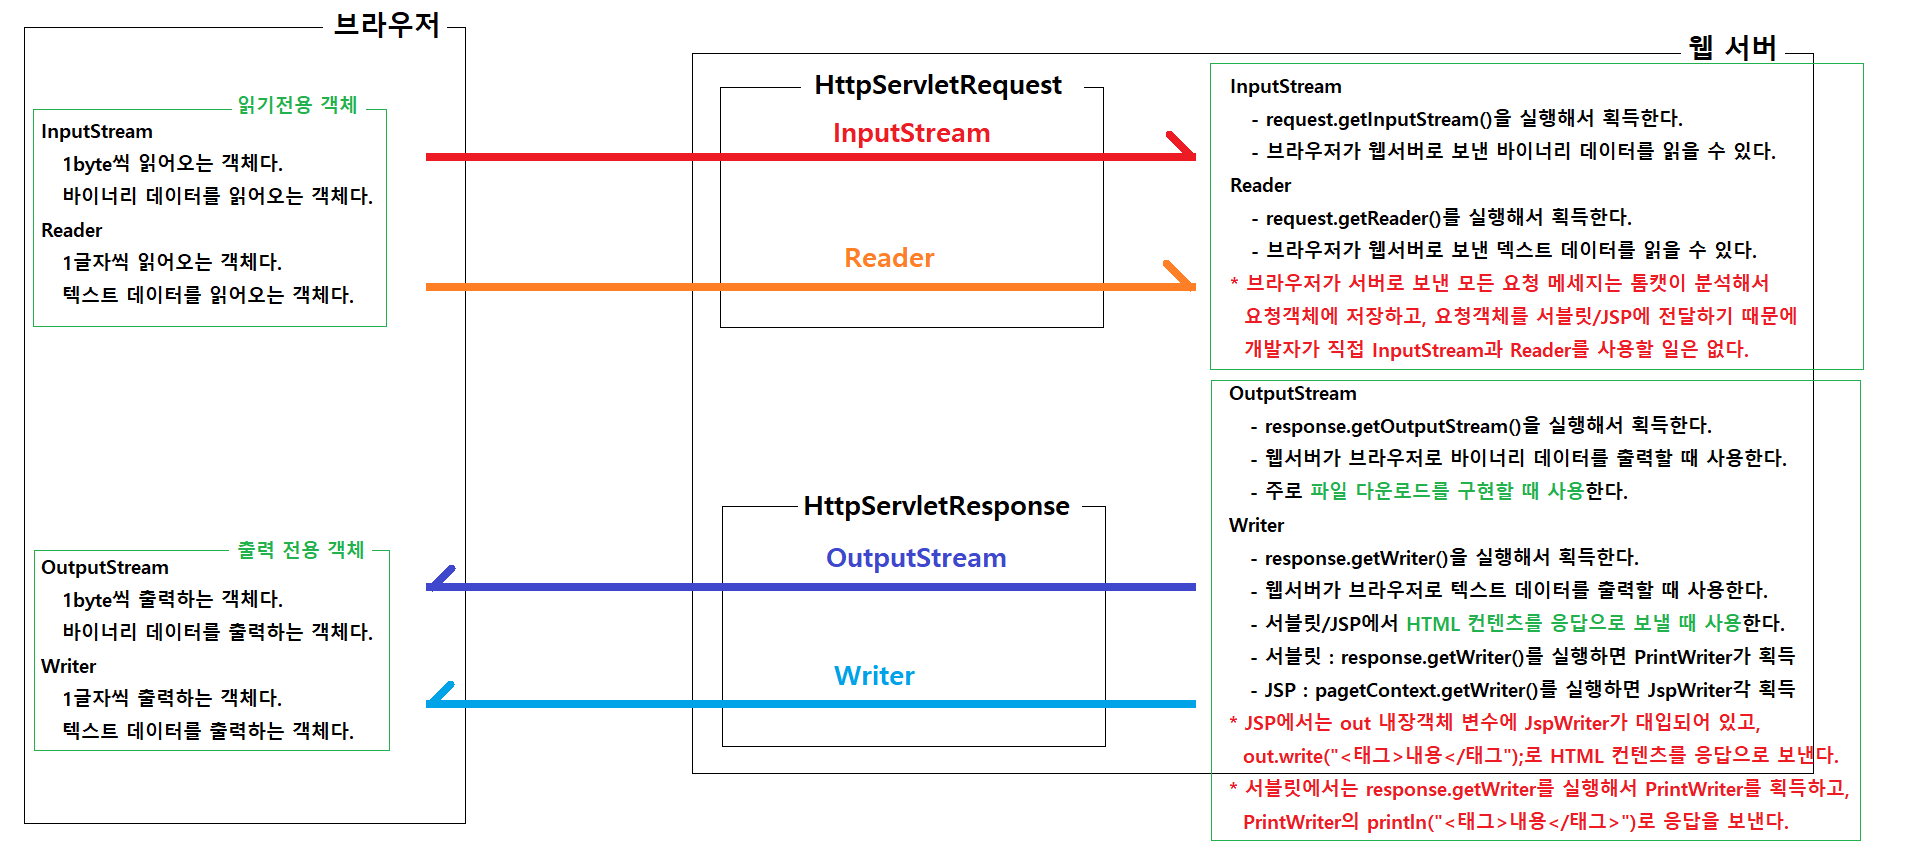 브라우저
읽기전용 객체
InputStream
1byte씩 읽어오는 객체다.
바이너리 데이터를 읽어오는 객체다.
Reader
1글자씩 읽어오는 객체다.
텍스트 데이터를 읽어오는 객체다.
출력 전용 객체
OutputStream
1byte씩 출력하는 객체다.
바이너리 데이터를 출력하는 객체다.
Writer
1글자씩 출력하는 객체다.
텍스트 데이터를 출력하는 객체다.
웹 서버
HttpServletRequest
InputStream
Reader
HttpServletResponse
OutputStream
Writer
InputStream
- request.getInputStream()을 실행해서 획득한다.
- 브라우저가 웹서버로 보낸 바이너리 데이터를 읽을 수 있다.
Reader
- request.getReader()를 실행해서 획득한다.
- 브라우저가 웹서버로 보낸 덱스트 데이터를 읽을 수 있다.
* 브라우저가 서버로 보낸 모든 요청 메세지는 톰캣이 분석해서
요청객체에 저장하고, 요청객체를 서블릿/JSP에 전달하기 때문에
개발자가 직접 InputStream과 Reader를 사용할 일은 없다.
OutputStream
- response.getOutputStream()을 실행해서 획득한다.
- 웹서버가 브라우저로 바이너리 데이터를 출력할 때 사용한다.
- 주로 파일 다운로드를 구현할 때 사용한다.
Writer
- response.getWriter()을 실행해서 획득한다.
- 웹서버가 브라우저로 텍스트 데이터를 출력할 때 사용한다.
- 서블릿/JSP에서 HTML 컨텐츠를 응답으로 보낼 때 사용한다.
- 서블릿 : response.getWriter()를 실행하면 PrintWriter가 획득
- JSP : pagetContext.getWriter()를 실행하면 JspWriter각 획득
* JSP에서는 out 내장객체 변수에 JspWriter가 대입되어 있고,
out.write("<태그>내용</태그");로 HTML 컨텐츠를 응답으로 보낸다.
* 서블릿에서는 response.getWriter를 실행해서 PrintWriter를 획득하고,
PrintWriter의 println("<태그>내용</태그>")로 응답을 보낸다.